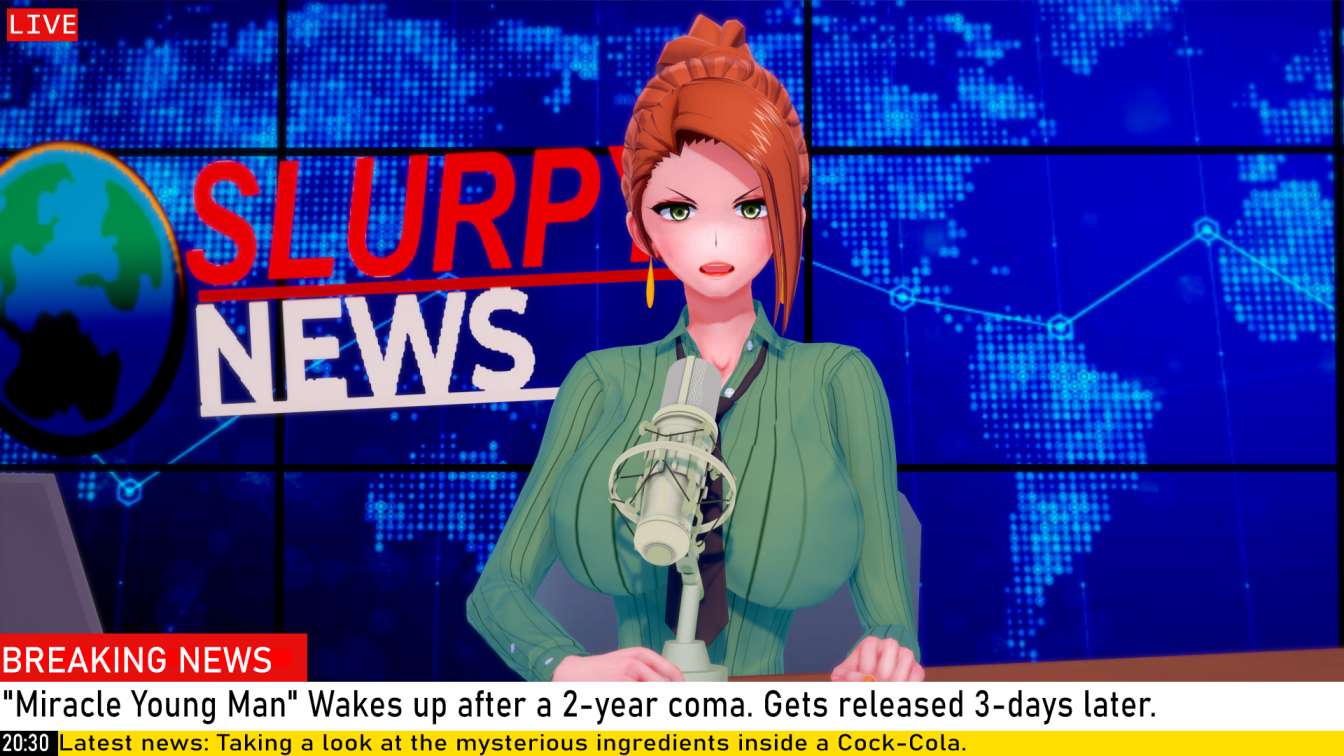 LIVE
SLURPY
NEWS
BREAKING NEWS
"Miracle Young Man" Wakes up after a 2-year coma. Gets released 3-days later.
20:30 Latest news: Taking a look at the mysterious ingredients inside a Cock-Cola.